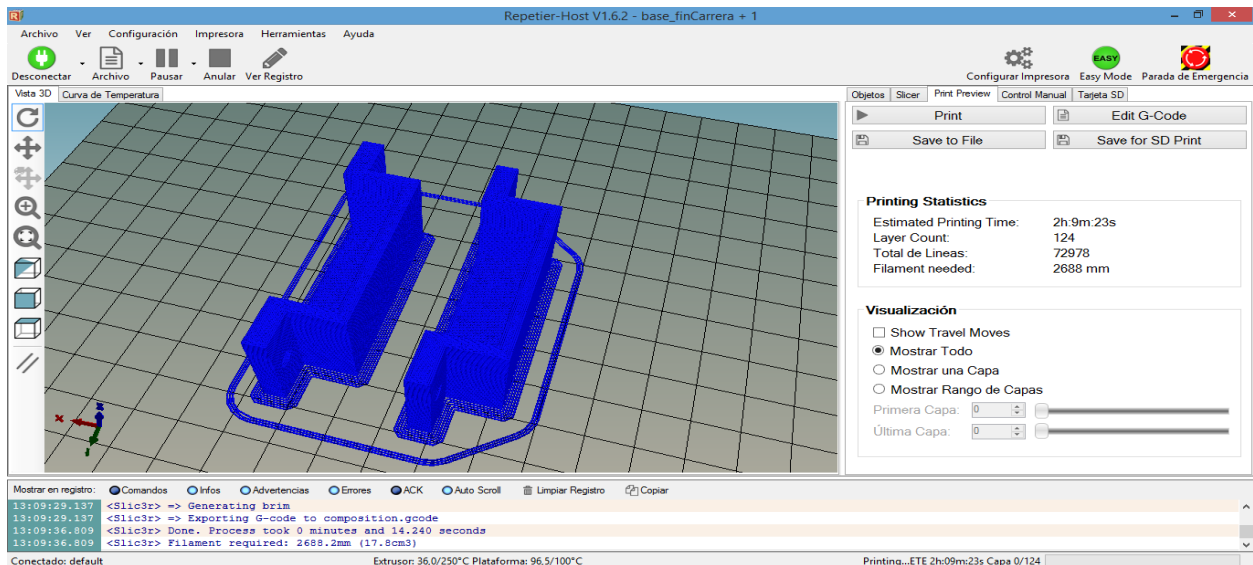 Repetier-Host V1.6.2 - base_finCarrera + 1
Archivo Ver Configuración Impresora Herramientas Ayuda
Desconectar Archivo Pausar Anular Ver Registro Configurar Impresora EASY Easy Mode Parada de Emergencia
Vista 3D Curva de Temperatura
Objetos Slicer Print Preview Control Manual Tarjeta SD
Print Edit G-Code
Save to File Save for SD Print
Printing Statistics
Estimated Printing Time: 2h:9m:23s
Layer Count: 124
Total de Lineas: 72978
Filament needed: 2688 mm
Visualización
Show Travel Moves
Mostrar Todo
Mostrar una Capa
Mostrar Rango de Capas
Primera Capa: 0
Última Capa: 0
Mostrar en registro: Comandos Infos Advertencias Errores ACK Auto Scroll Limpiar Registro Copiar
13:09:29.137 <Slic3r> => Generating brim
13:09:29.137 <Slic3r> => Exporting G-code to composition.gcode
13:09:36.809 <Slic3r> Done. Process took 0 minutes and 14.240 seconds
13:09:36.809 <Slic3r> Filament required: 2688.2mm (17.8cm3)
Conectado: default Extrusor: 36,0/250°C Plataforma: 96,5/100°C Printing...ETE 2h:09m:23s Capa 0/124